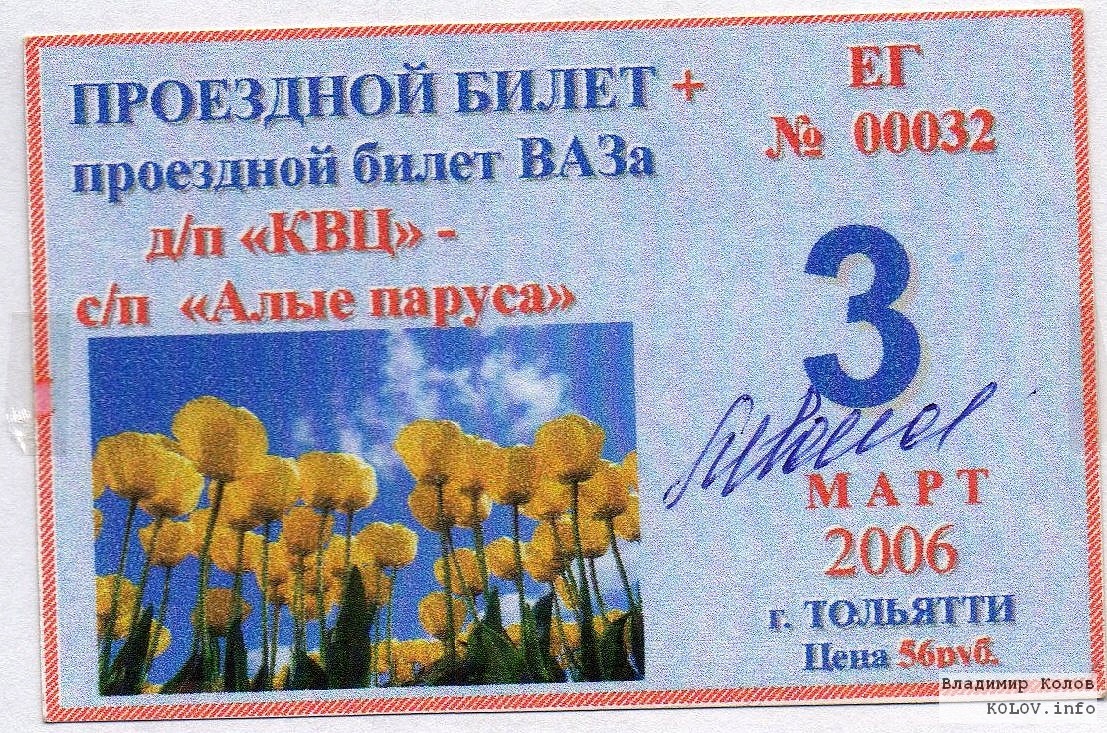 ПРОЕЗДНОЙ БИЛЕТ +
проездной билет ВАЗа
д/п «КВЦ» -
с/п «Алые паруса»
ЕГ
№ 00032
3
МАРТ
2006
г. ТОЛЬЯТТИ
Цена 56руб.
Владимир Колов
KOLOV.info